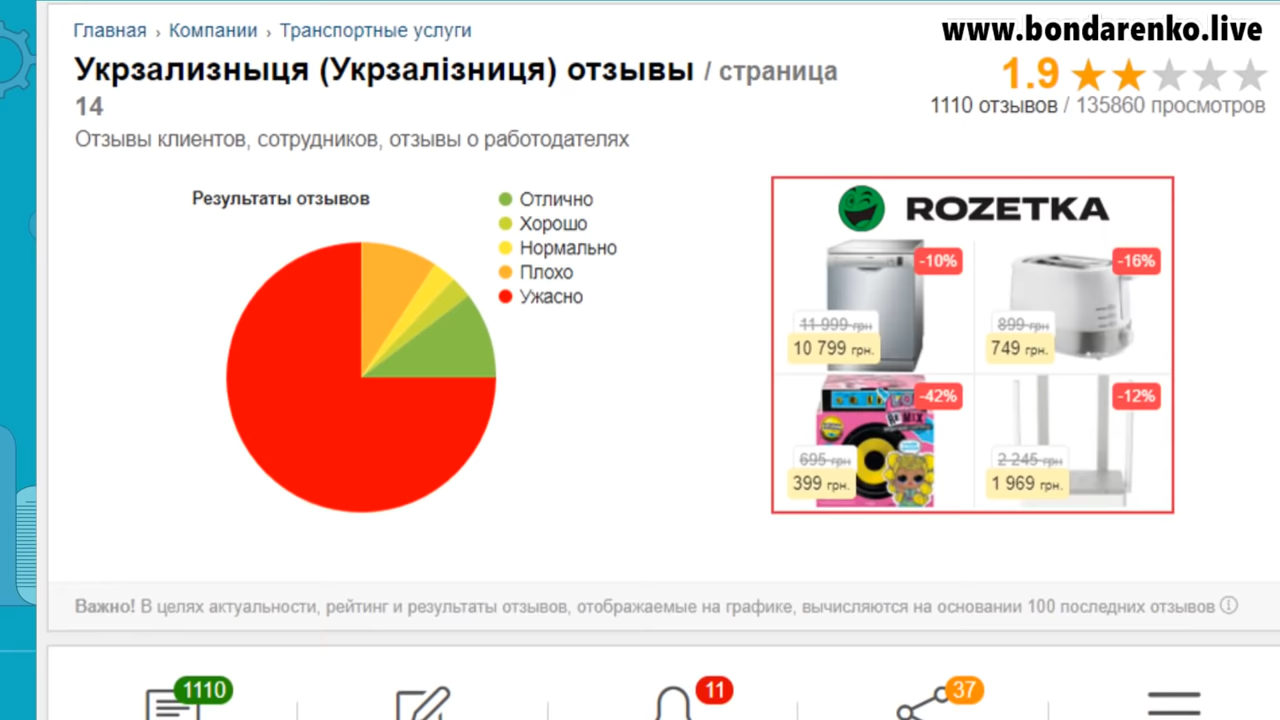 www.bondarenko.live
Главная › Компании › Транспортные услуги
Укрзализныця (Укрзалізниця) отзывы / страница
14
Отзывы клиентов, сотрудников, отзывы о работодателях
1.9
1110 отзывов / 135860 просмотров
Результаты отзывов
Отлично
Хорошо
Нормально
Плохо
Ужасно
ROZETKA
-10%
11 999 грн
10 799 грн.
-16%
899 грн
749 грн.
-42%
695 грн
399 грн.
-12%
2 245 грн
1 969 грн.
Важно! В целях актуальности, рейтинг и результаты отзывов, отображаемые на графике, вычисляются на основании 100 последних отзывов
1110
11
37